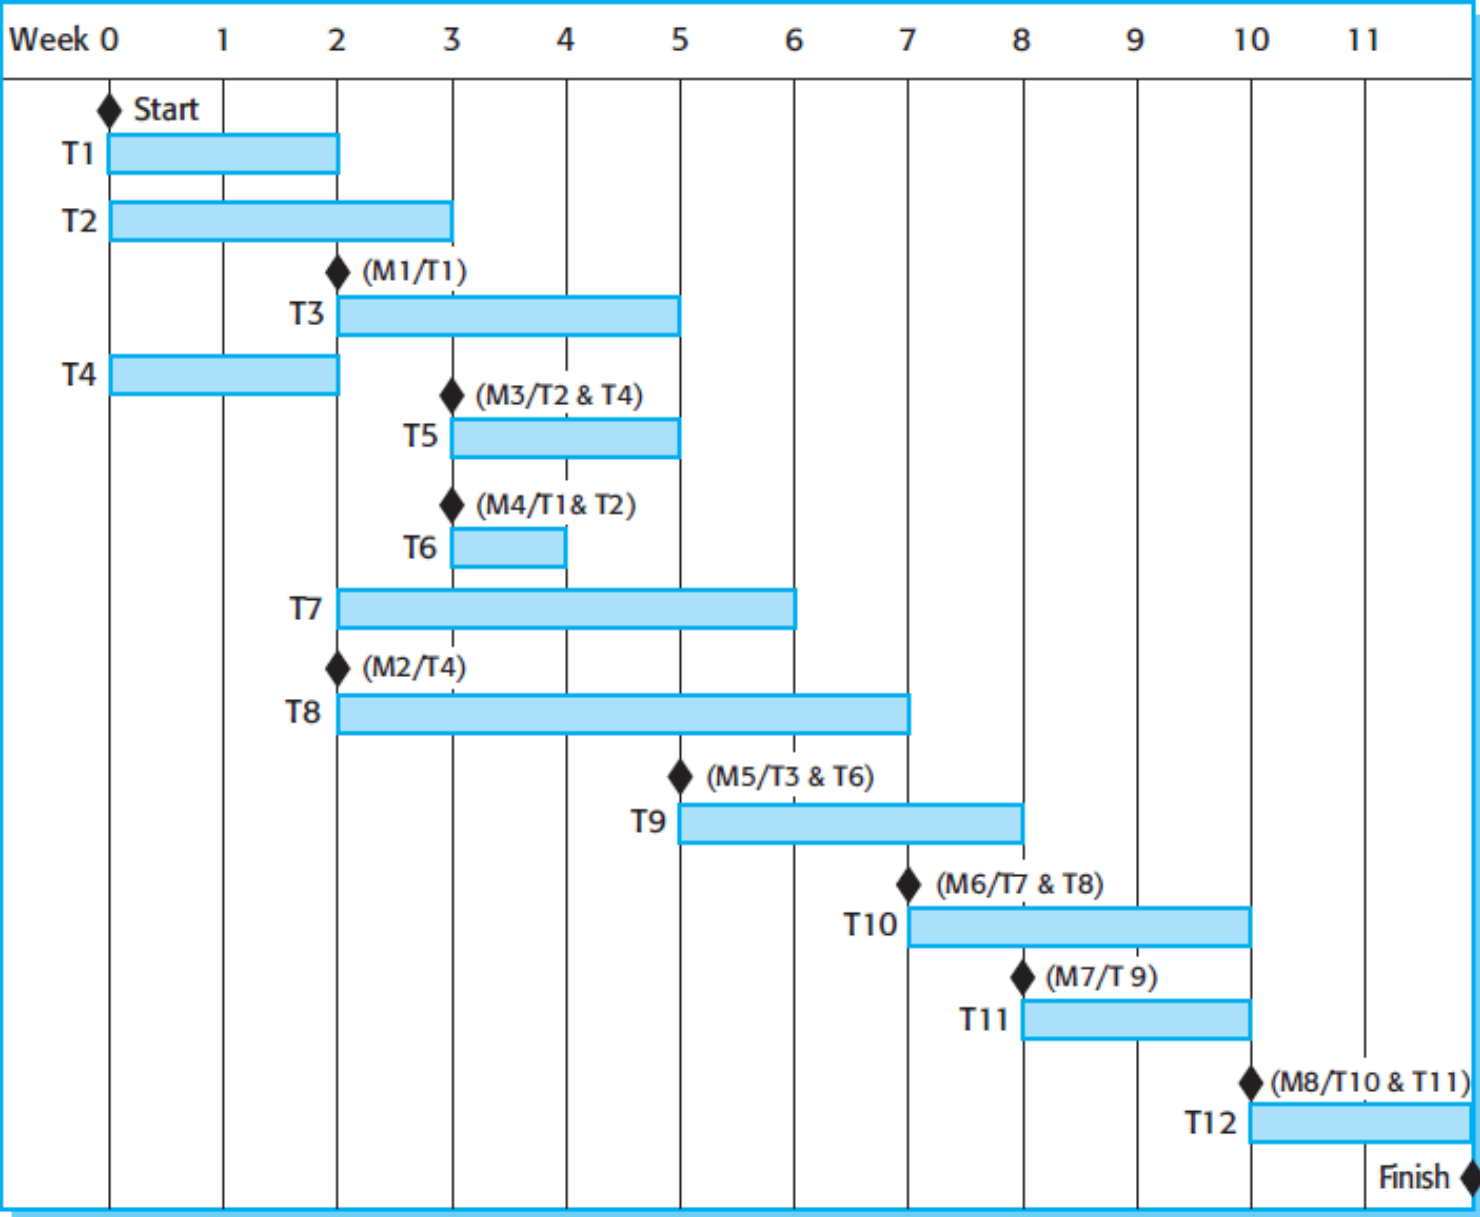 Week 0 1 2 3 4 5 6 7 8 9 10 11
Start
T1
T2
(M1/T1)
T3
T4
(M3/T2 & T4)
T5
(M4/T1& T2)
T6
T7
(M2/T4)
T8
(M5/T3 & T6)
T9
(M6/T7 & T8)
T10
(M7/T 9)
T11
(M8/T10 & T11)
T12
Finish